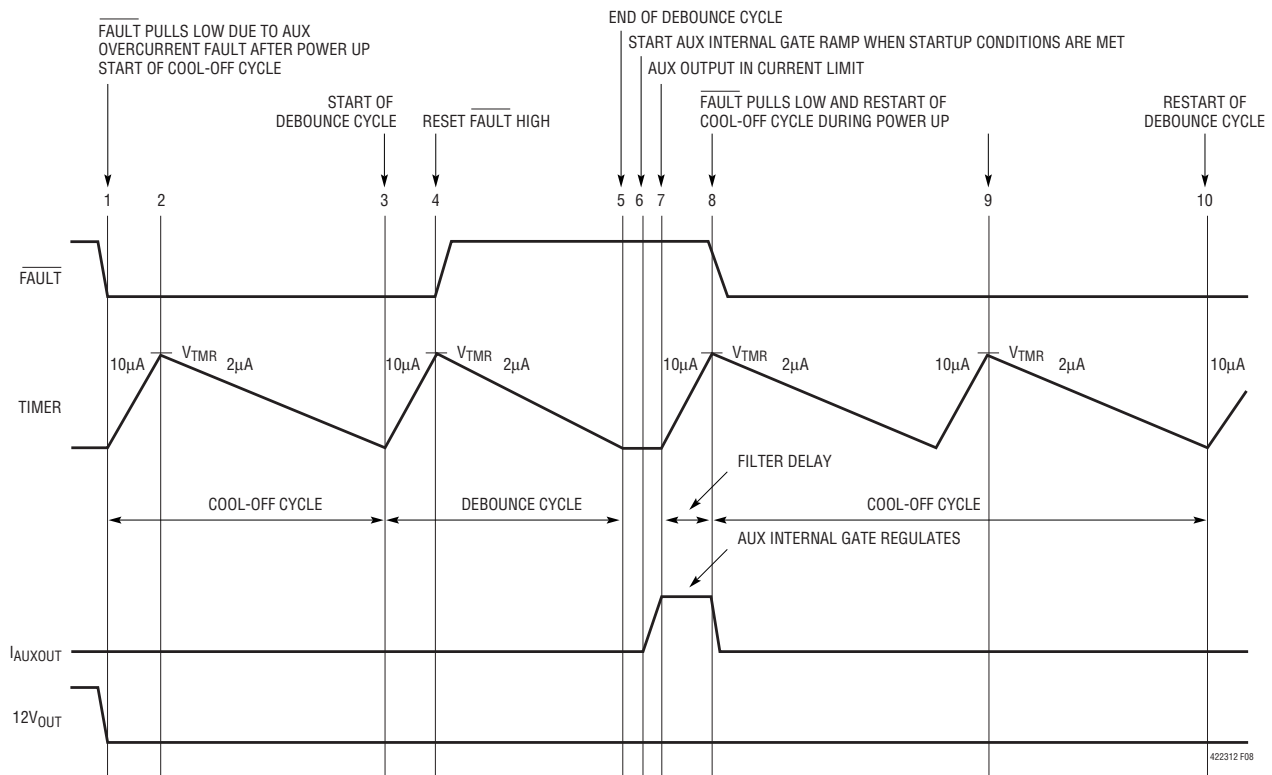 FAULT PULLS LOW DUE TO AUX
OVERCURRENT FAULT AFTER POWER UP
START OF COOL-OFF CYCLE
START OF
DEBOUNCE CYCLE
RESET FAULT HIGH
END OF DEBOUNCE CYCLE
START AUX INTERNAL GATE RAMP WHEN STARTUP CONDITIONS ARE MET
AUX OUTPUT IN CURRENT LIMIT
FAULT PULLS LOW AND RESTART OF
COOL-OFF CYCLE DURING POWER UP
RESTART OF
DEBOUNCE CYCLE
1 2 3 4 5 6 7 8 9 10
FAULT
10µA VTMR 2µA 10µA VTMR 2µA 10µA VTMR 2µA 10µA VTMR 2µA 10µA
TIMER
FILTER DELAY
COOL-OFF CYCLE DEBOUNCE CYCLE COOL-OFF CYCLE
AUX INTERNAL GATE REGULATES
IAUXOUT
12VOUT
422312 F08